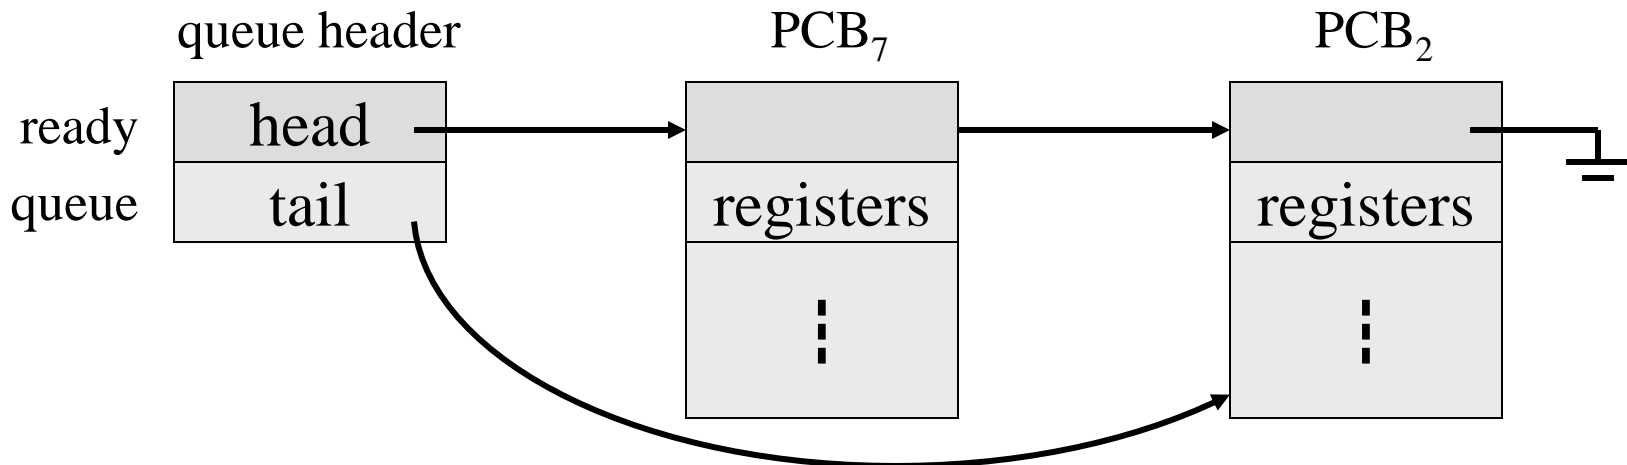 queue header PCB₇ PCB₂
ready head
queue tail registers registers